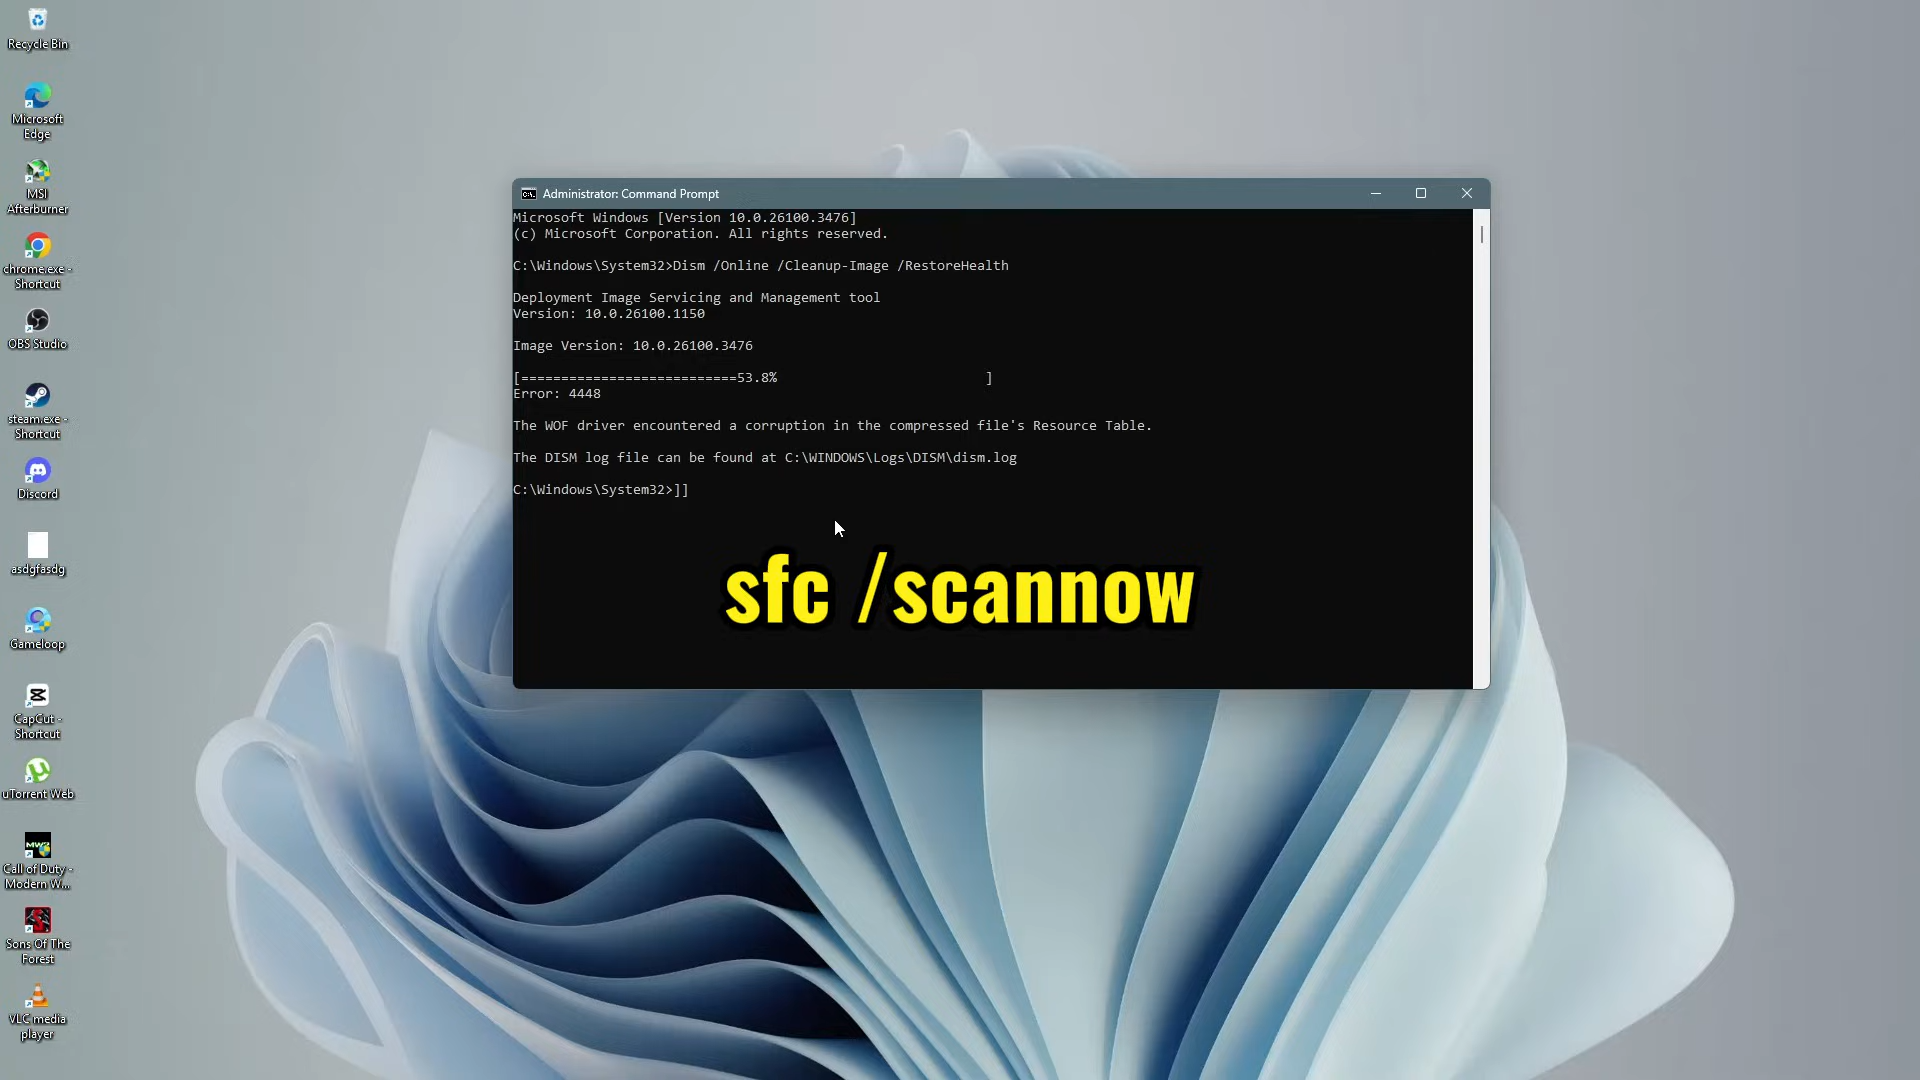 Recycle Bin
Microsoft
Edge
MSI
Afterburner
chrome.exe -
Shortcut
OBS Studio
steam.exe -
Shortcut
Discord
asdgfasdg
Gameloop
CapCut -
Shortcut
uTorrent Web
MW2
Call of Duty -
Modern W...
Sons Of The
Forest
VLC media
player
Administrator: Command Prompt
Microsoft Windows [Version 10.0.26100.3476]
(c) Microsoft Corporation. All rights reserved.
C:\Windows\System32>Dism /Online /Cleanup-Image /RestoreHealth
Deployment Image Servicing and Management tool
Version: 10.0.26100.1150
Image Version: 10.0.26100.3476
[===========================53.8%                          ]
Error: 4448
The WOF driver encountered a corruption in the compressed file's Resource Table.
The DISM log file can be found at C:\WINDOWS\Logs\DISM\dism.log
C:\Windows\System32>]]
sfc /scannow